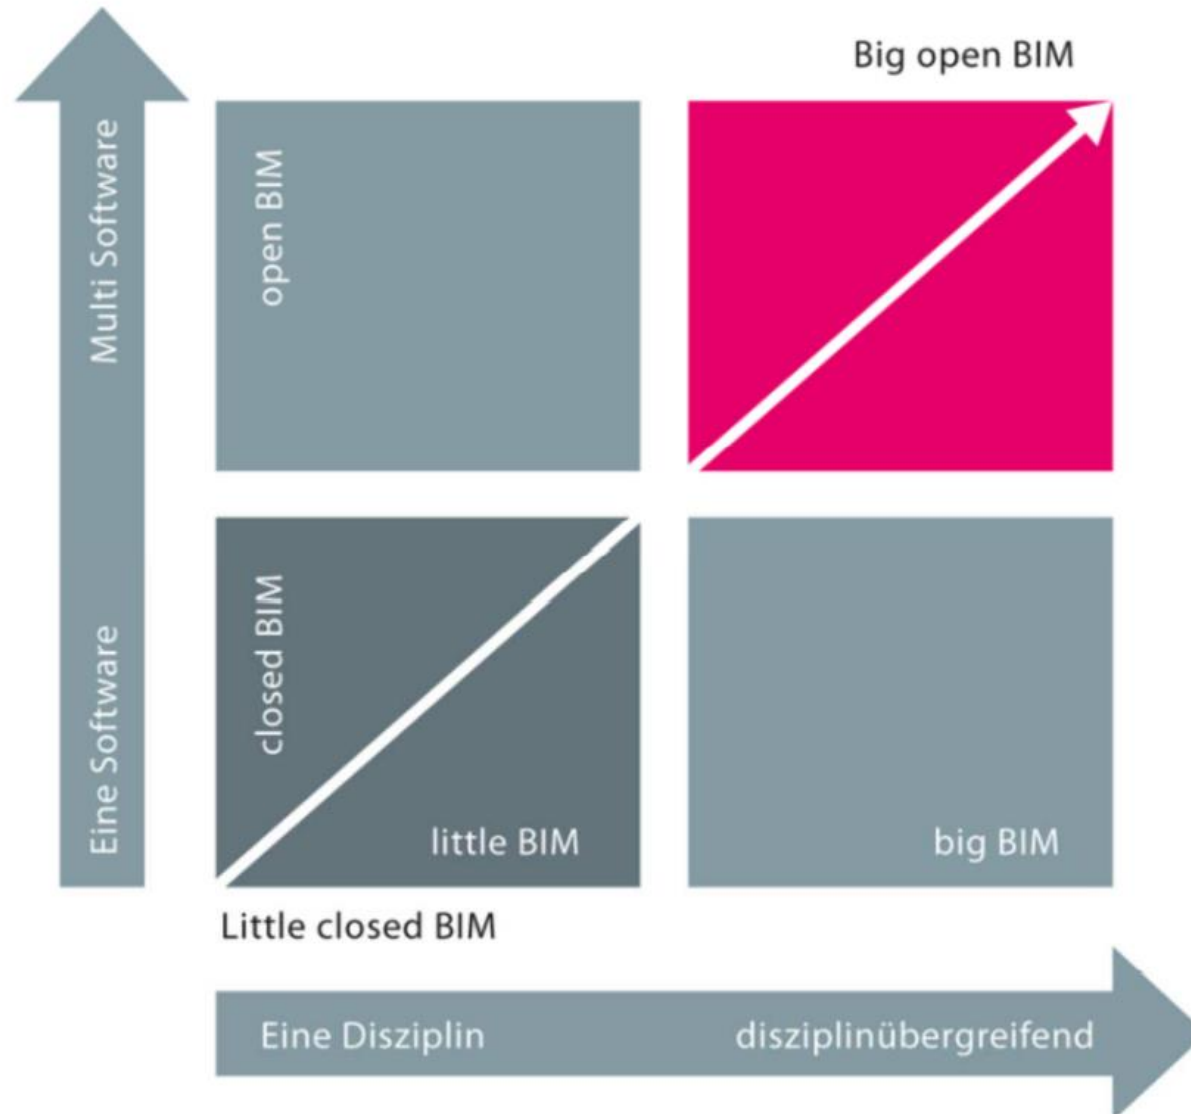 Big open BIM
Multi Software
open BIM
Eine Software
closed BIM
little BIM
big BIM
Little closed BIM
Eine Disziplin
disziplinübergreifend